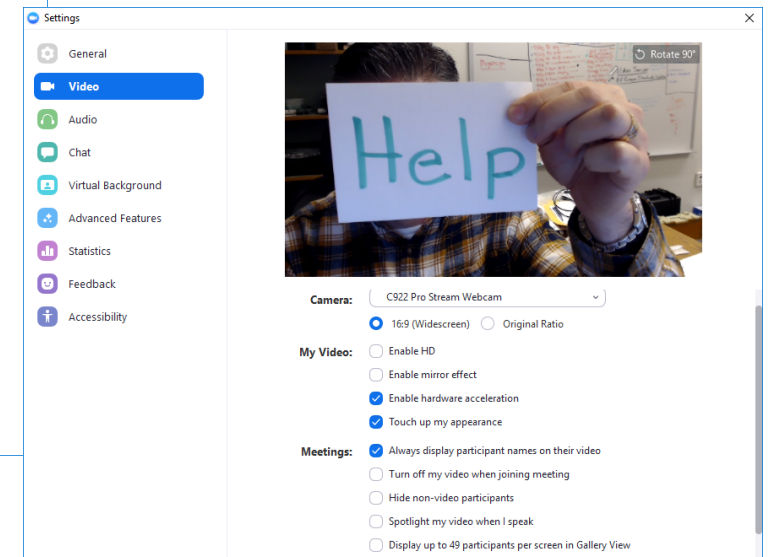 Settings
General
Video
Audio
Chat
Virtual Background
Advanced Features
Statistics
Feedback
Accessibility
Rotate 90°
Help
Camera: C922 Pro Stream Webcam
16:9 (Widescreen) Original Ratio
My Video: Enable HD
Enable mirror effect
Enable hardware acceleration
Touch up my appearance
Meetings: Always display participant names on their video
Turn off my video when joining meeting
Hide non-video participants
Spotlight my video when I speak
Display up to 49 participants per screen in Gallery View